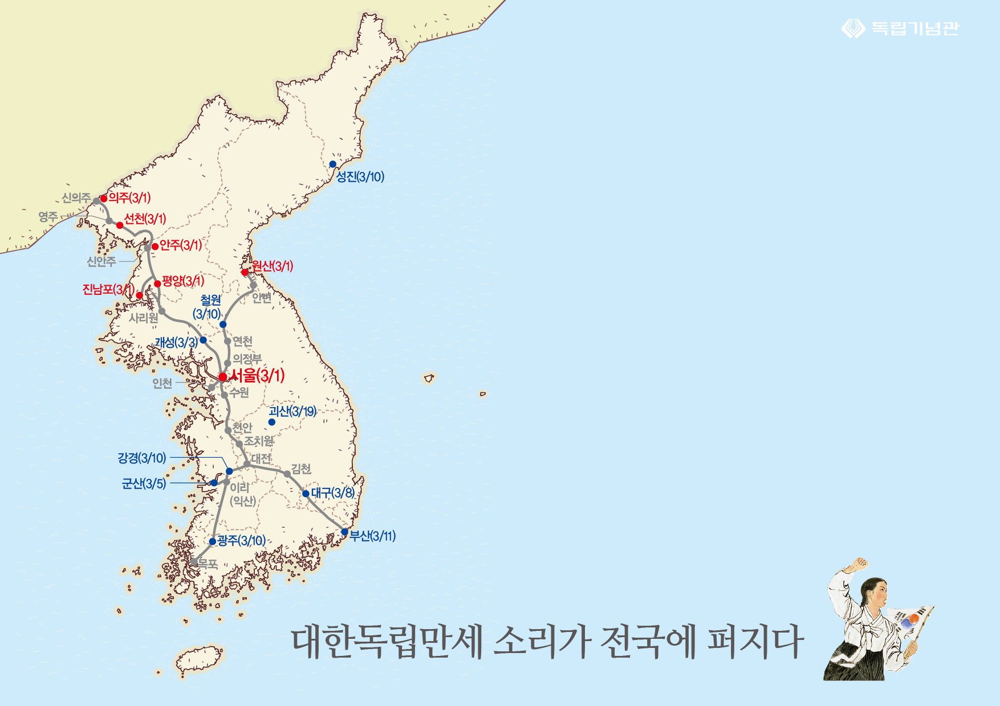 독립기념관
성진(3/10)
신의주
의주(3/1)
영주
선천(3/1)
안주(3/1)
신안주
원산(3/1)
평양(3/1)
진남포(3/1)
안변
철원
(3/10)
사리원
개성(3/3)
연천
의정부
서울(3/1)
인천
수원
괴산(3/19)
천안
조치원
강경(3/10)
대전
김천
군산(3/5)
이리
(익산)
대구(3/8)
부산(3/11)
광주(3/10)
목포
대한독립만세 소리가 전국에 퍼지다